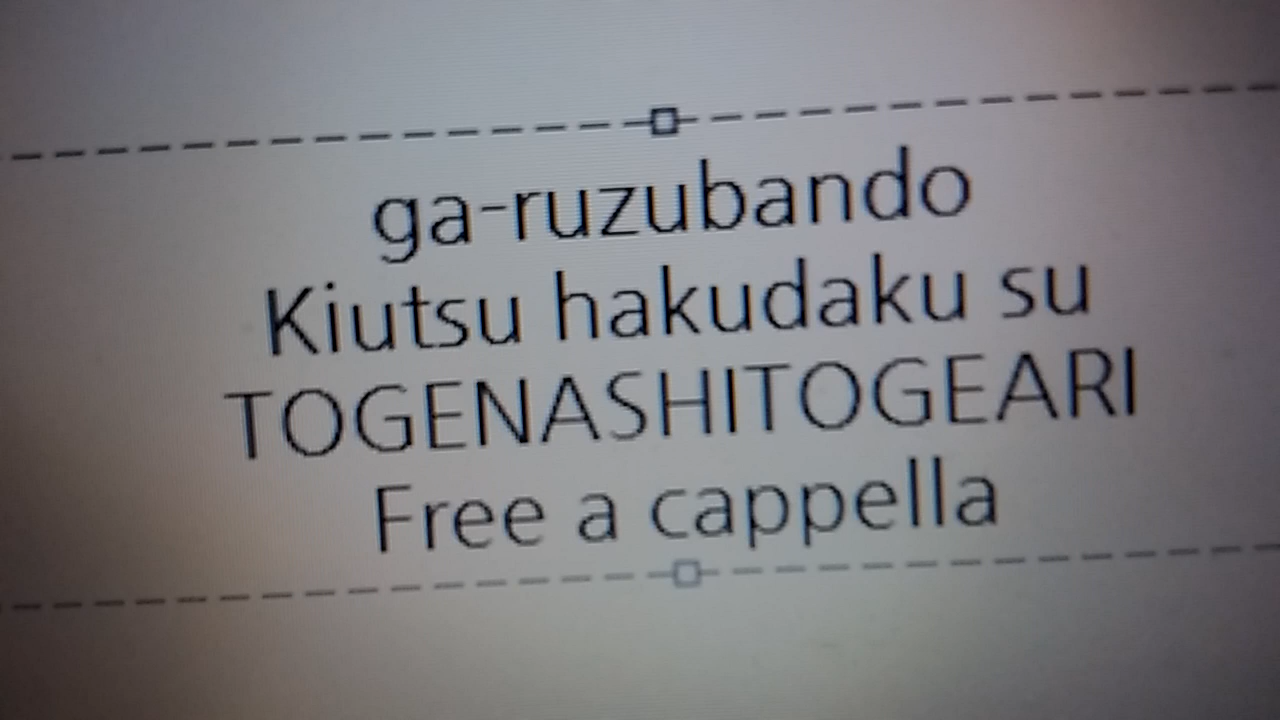 ga-ruzubando
Kiutsu hakudaku su
TOGENASHITOGEARI
Free a cappella